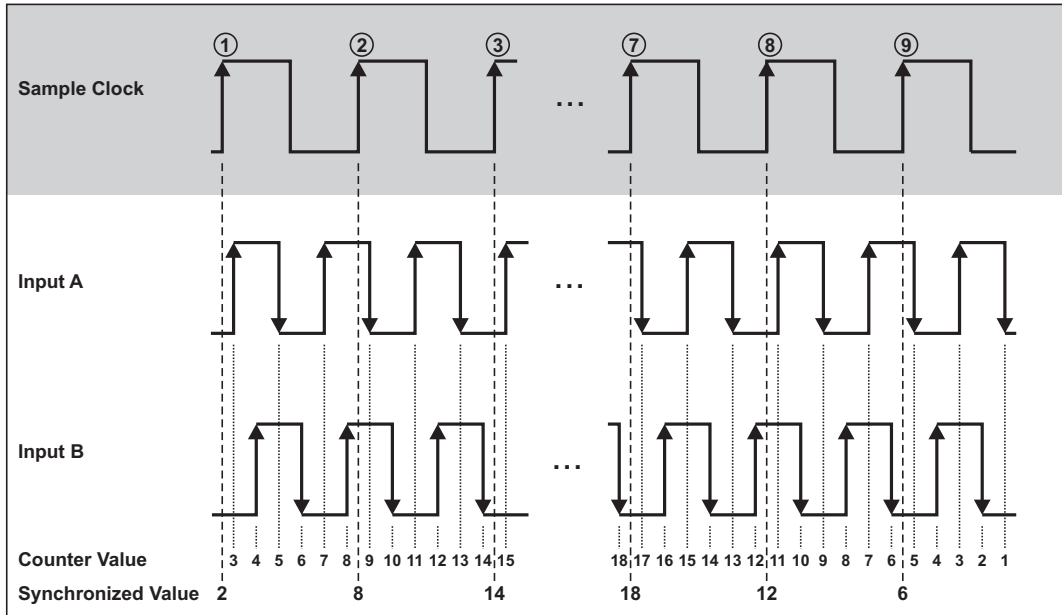 ① ② ③ ⑦ ⑧ ⑨
Sample Clock
...
Input A
...
Input B
...
Counter Value 3 4 5 6 7 8 9 10 11 12 13 14 15 18 17 16 15 14 13 12 11 10 9 8 7 6 5 4 3 2 1
Synchronized Value 2 8 14 18 12 6